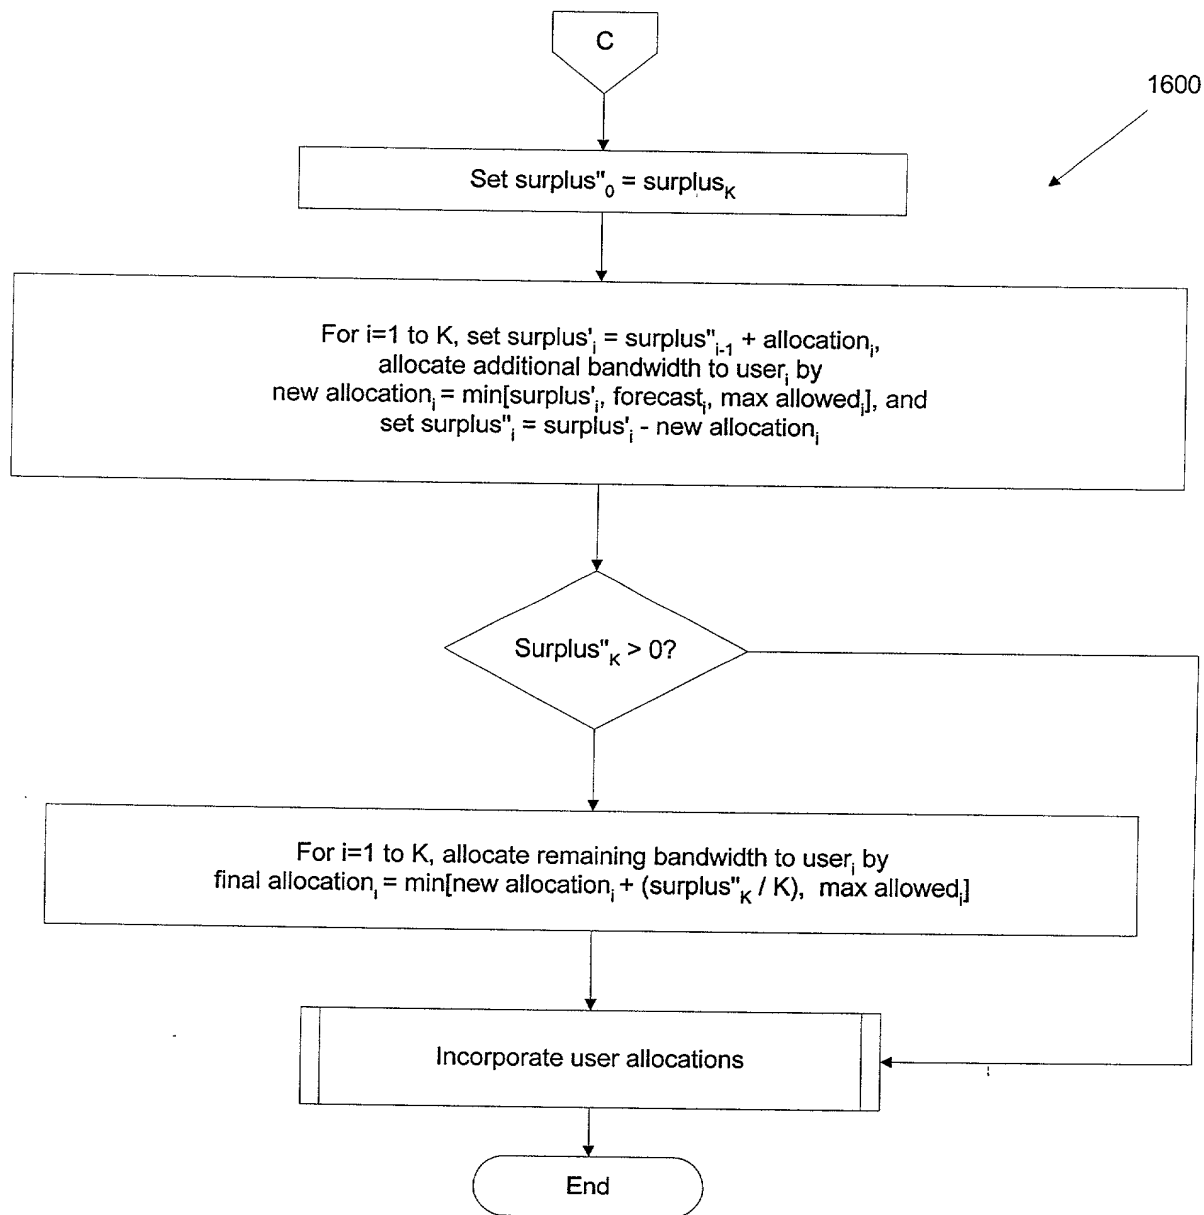 C
1600
Set surplus"₀ = surplusK
For i=1 to K, set surplus'ᵢ = surplus"ᵢ₋₁ + allocationᵢ,
allocate additional bandwidth to userᵢ by
new allocationᵢ = min[surplus'ᵢ, forecastᵢ, max allowedᵢ], and
set surplus"ᵢ = surplus'ᵢ - new allocationᵢ
Surplus"K > 0?
For i=1 to K, allocate remaining bandwidth to userᵢ by
final allocationᵢ = min[new allocationᵢ + (surplus"K / K), max allowedᵢ]
Incorporate user allocations
End